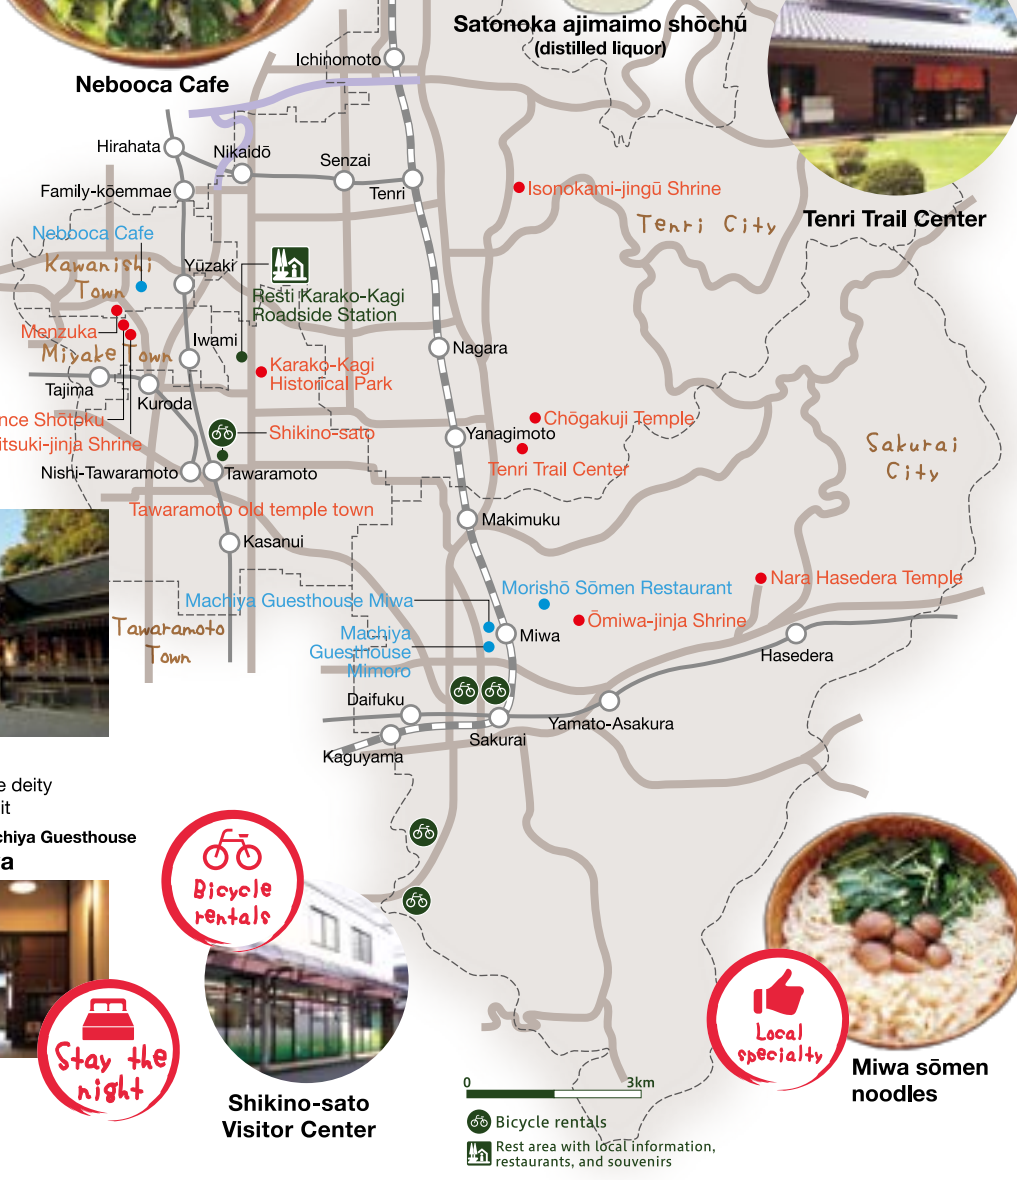 Satonoka ajimaimo shōchū
(distilled liquor)
Nebooca Cafe
Ichinomoto
Hirahata
Nikaidō
Senzai
Tenri
Family-kōemmae
Isonokami-jingū Shrine
Tenri City
Tenri Trail Center
Nebooca Cafe
Kawanishi
Town
Yūzaki
Resti Karako-Kagi
Roadside Station
Menzuka
Iwami
Miyake Town
Nagara
Karako-Kagi
Historical Park
Tajima
Kuroda
nce Shōtoku
itsuki-jinja Shrine
Shikino-sato
Chōgakuji Temple
Yanagimoto
Tenri Trail Center
Sakurai
City
Nishi-Tawaramoto
Tawaramoto
Tawaramoto old temple town
Makimuku
Kasanui
Nara Hasedera Temple
Morishō Sōmen Restaurant
Machiya Guesthouse Miwa
Ōmiwa-jinja Shrine
Tawaramoto
Town
Machiya
Guesthouse
Mimoro
Miwa
Hasedera
Daifuku
Yamato-Asakura
Sakurai
Kaguyama
e deity
it
chiya Guesthouse
a
Bicycle
rentals
Stay the
night
Shikino-sato
Visitor Center
Local
specialty
Miwa sōmen
noodles
0 3km
Bicycle rentals
Rest area with local information,
restaurants, and souvenirs